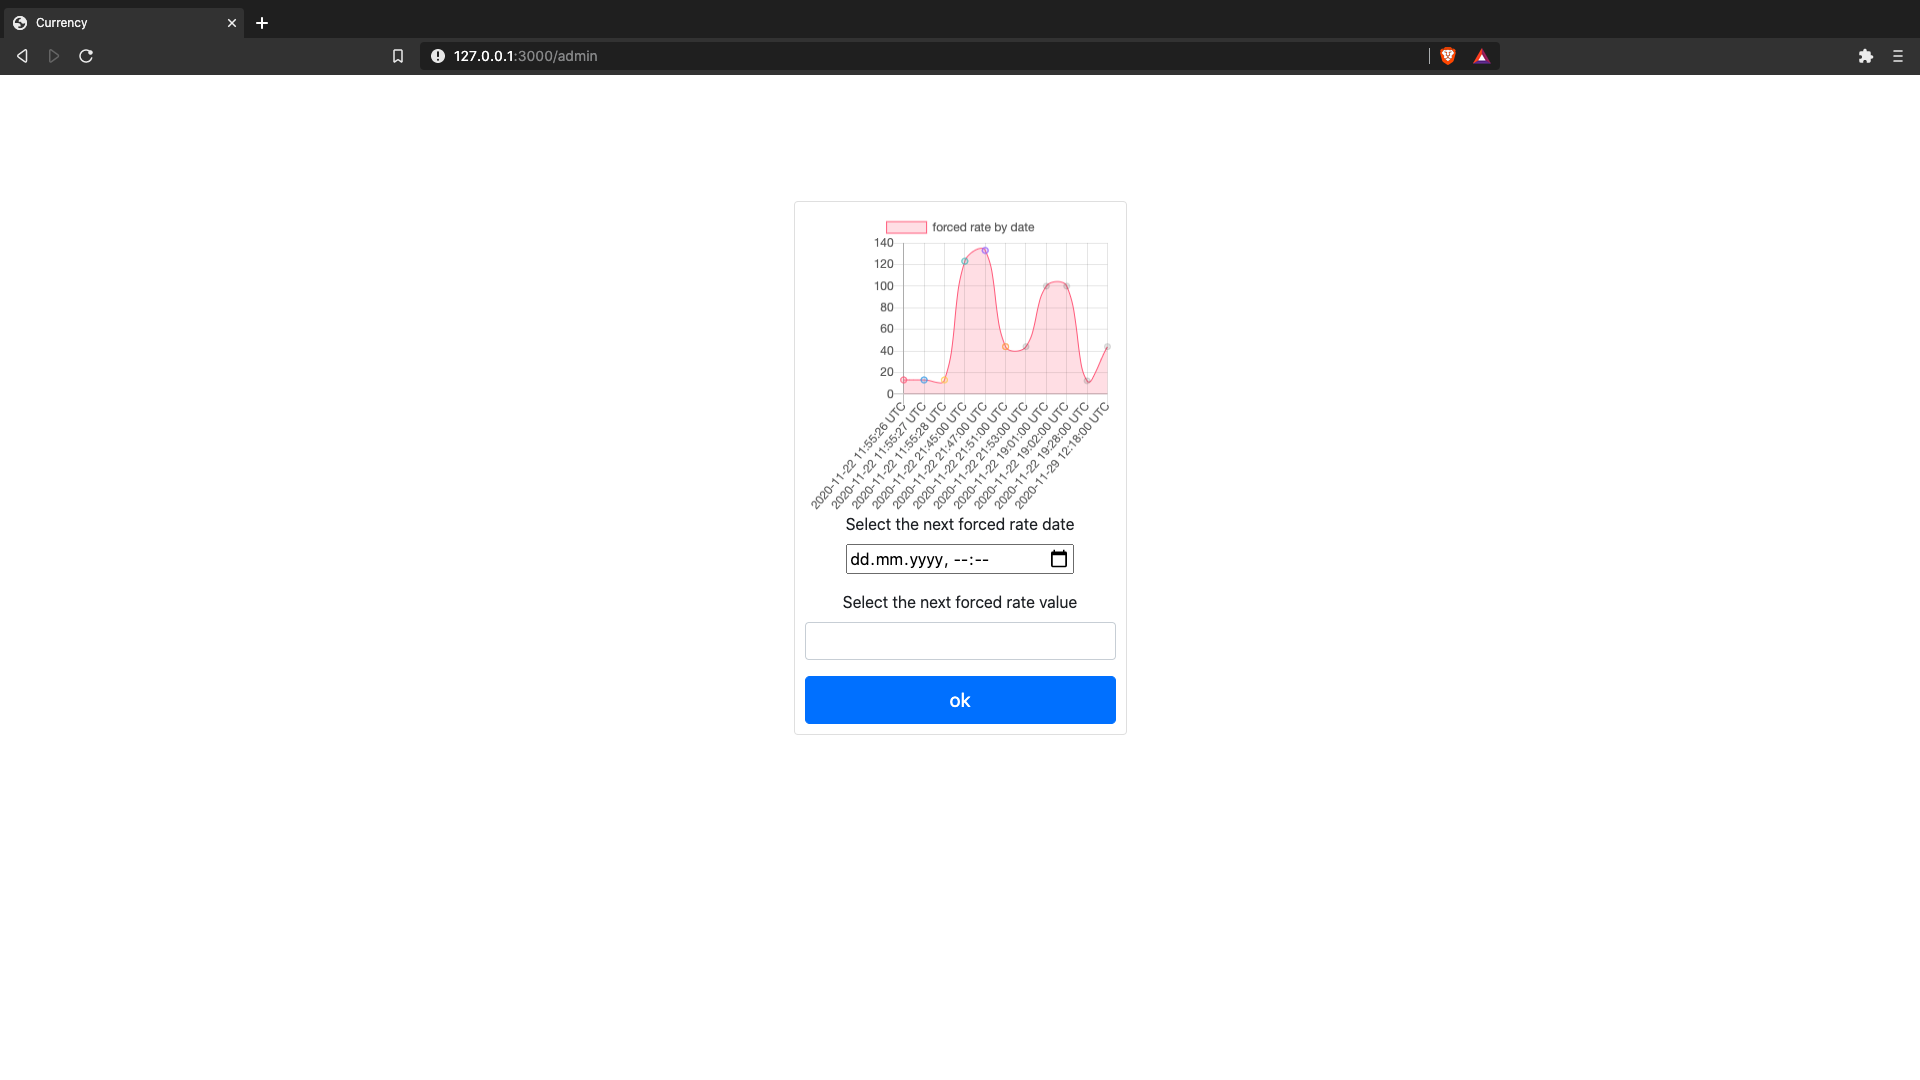 Currency
127.0.0.1:3000/admin
forced rate by date
140
120
100
80
60
40
20
0
2020-11-22 11:55:26 UTC
2020-11-22 11:55:27 UTC
2020-11-22 11:55:28 UTC
2020-11-22 21:45:00 UTC
2020-11-22 21:47:00 UTC
2020-11-22 21:51:00 UTC
2020-11-22 21:53:00 UTC
2020-11-22 19:01:00 UTC
2020-11-22 19:02:00 UTC
2020-11-22 19:28:00 UTC
2020-11-29 12:18:00 UTC
Select the next forced rate date
dd.mm.yyyy, --:--
Select the next forced rate value
ok